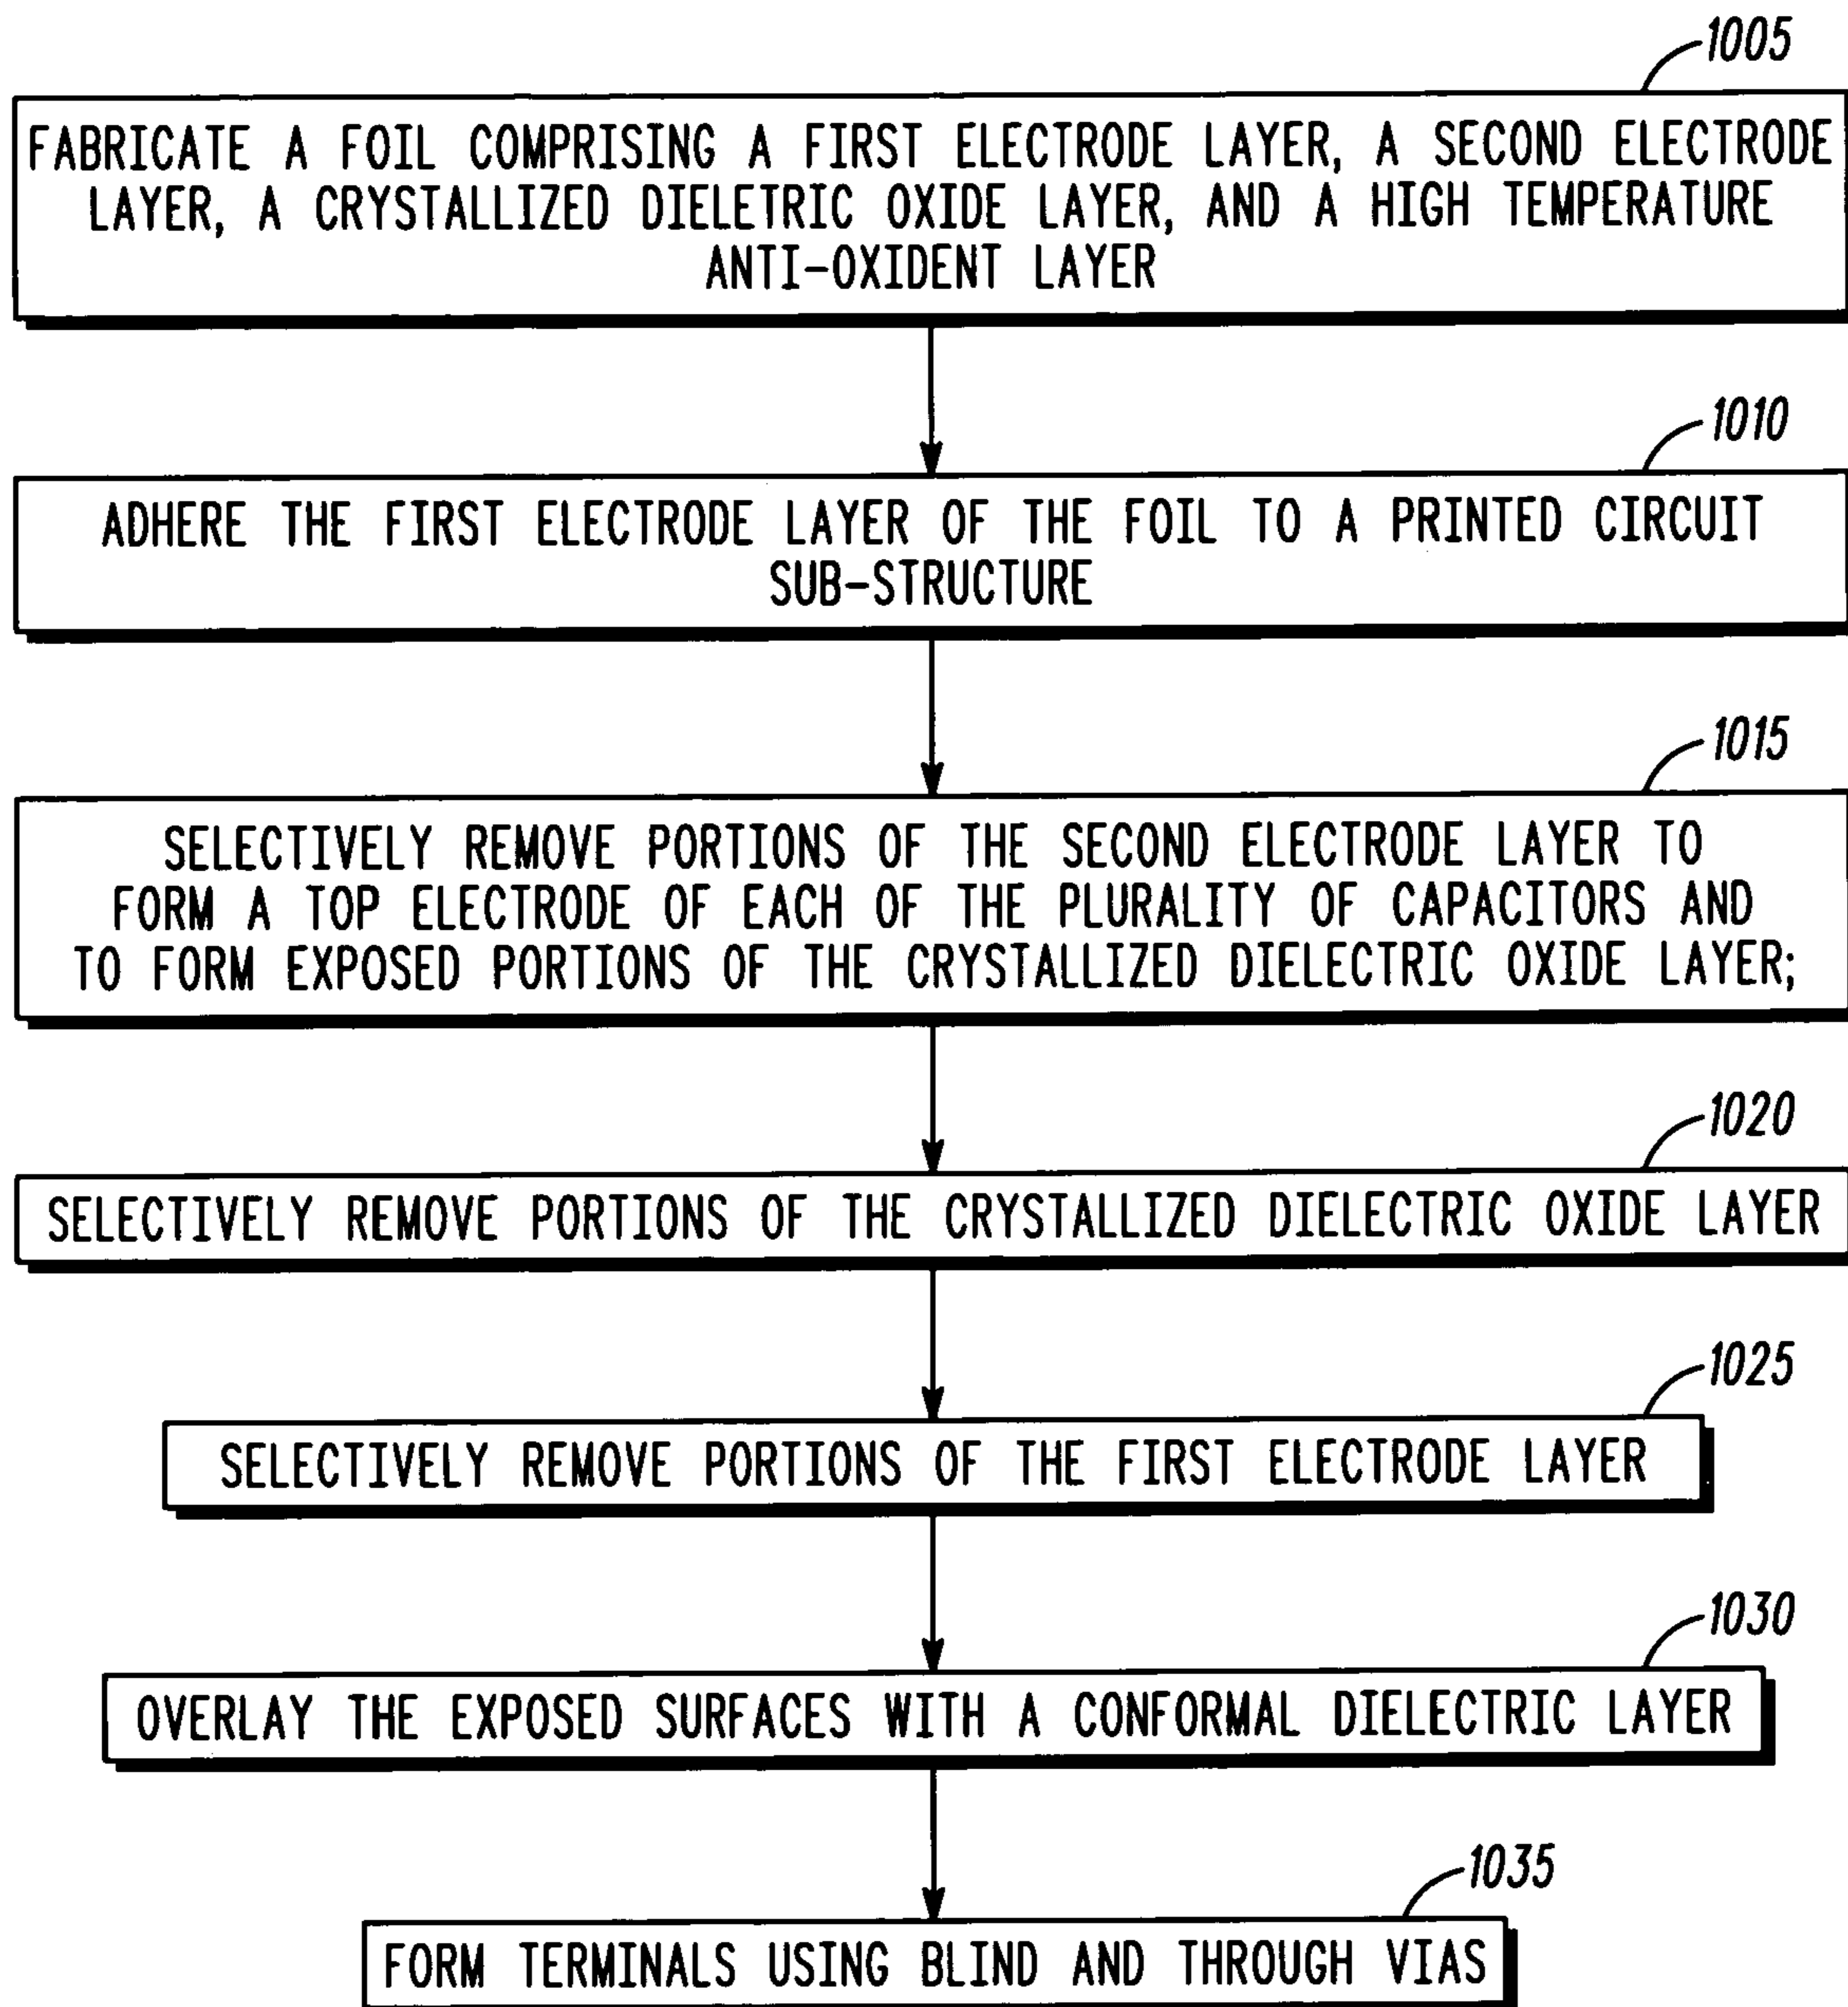 1005
FABRICATE A FOIL COMPRISING A FIRST ELECTRODE LAYER, A SECOND ELECTRODE
LAYER, A CRYSTALLIZED DIELETRIC OXIDE LAYER, AND A HIGH TEMPERATURE
ANTI-OXIDENT LAYER
1010
ADHERE THE FIRST ELECTRODE LAYER OF THE FOIL TO A PRINTED CIRCUIT
SUB-STRUCTURE
1015
SELECTIVELY REMOVE PORTIONS OF THE SECOND ELECTRODE LAYER TO
FORM A TOP ELECTRODE OF EACH OF THE PLURALITY OF CAPACITORS AND
TO FORM EXPOSED PORTIONS OF THE CRYSTALLIZED DIELECTRIC OXIDE LAYER;
1020
SELECTIVELY REMOVE PORTIONS OF THE CRYSTALLIZED DIELECTRIC OXIDE LAYER
1025
SELECTIVELY REMOVE PORTIONS OF THE FIRST ELECTRODE LAYER
1030
OVERLAY THE EXPOSED SURFACES WITH A CONFORMAL DIELECTRIC LAYER
1035
FORM TERMINALS USING BLIND AND THROUGH VIAS